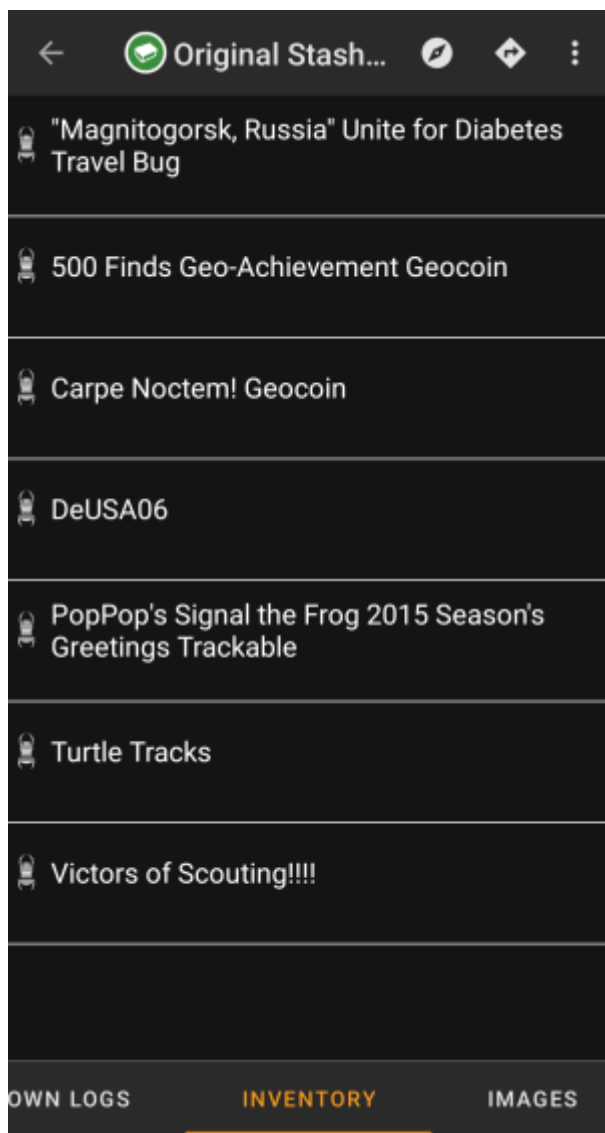 Original Stash...
"Magnitogorsk, Russia" Unite for Diabetes
Travel Bug
500 Finds Geo-Achievement Geocoin
Carpe Noctem! Geocoin
DeUSA06
PopPop's Signal the Frog 2015 Season's
Greetings Trackable
Turtle Tracks
Victors of Scouting!!!!
OWN LOGS INVENTORY IMAGES